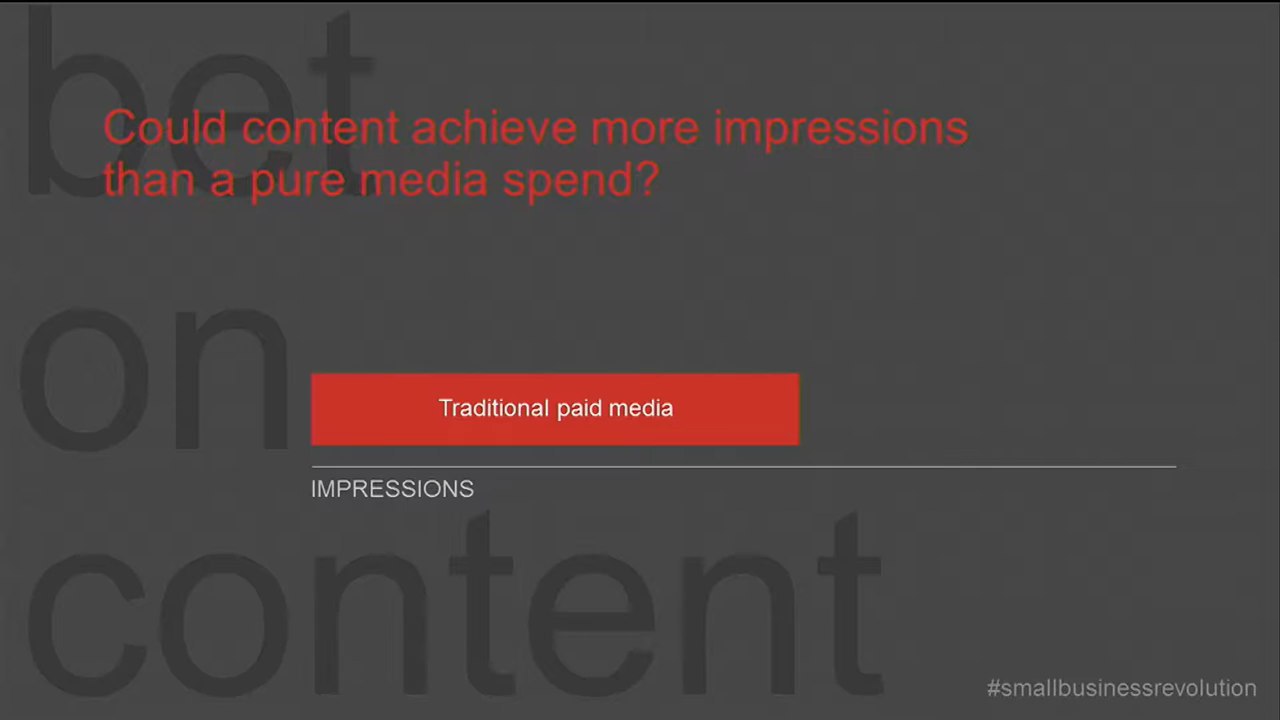 bet
Could content achieve more impressions
than a pure media spend?
on
Traditional paid media
IMPRESSIONS
content
#smallbusinessrevolution